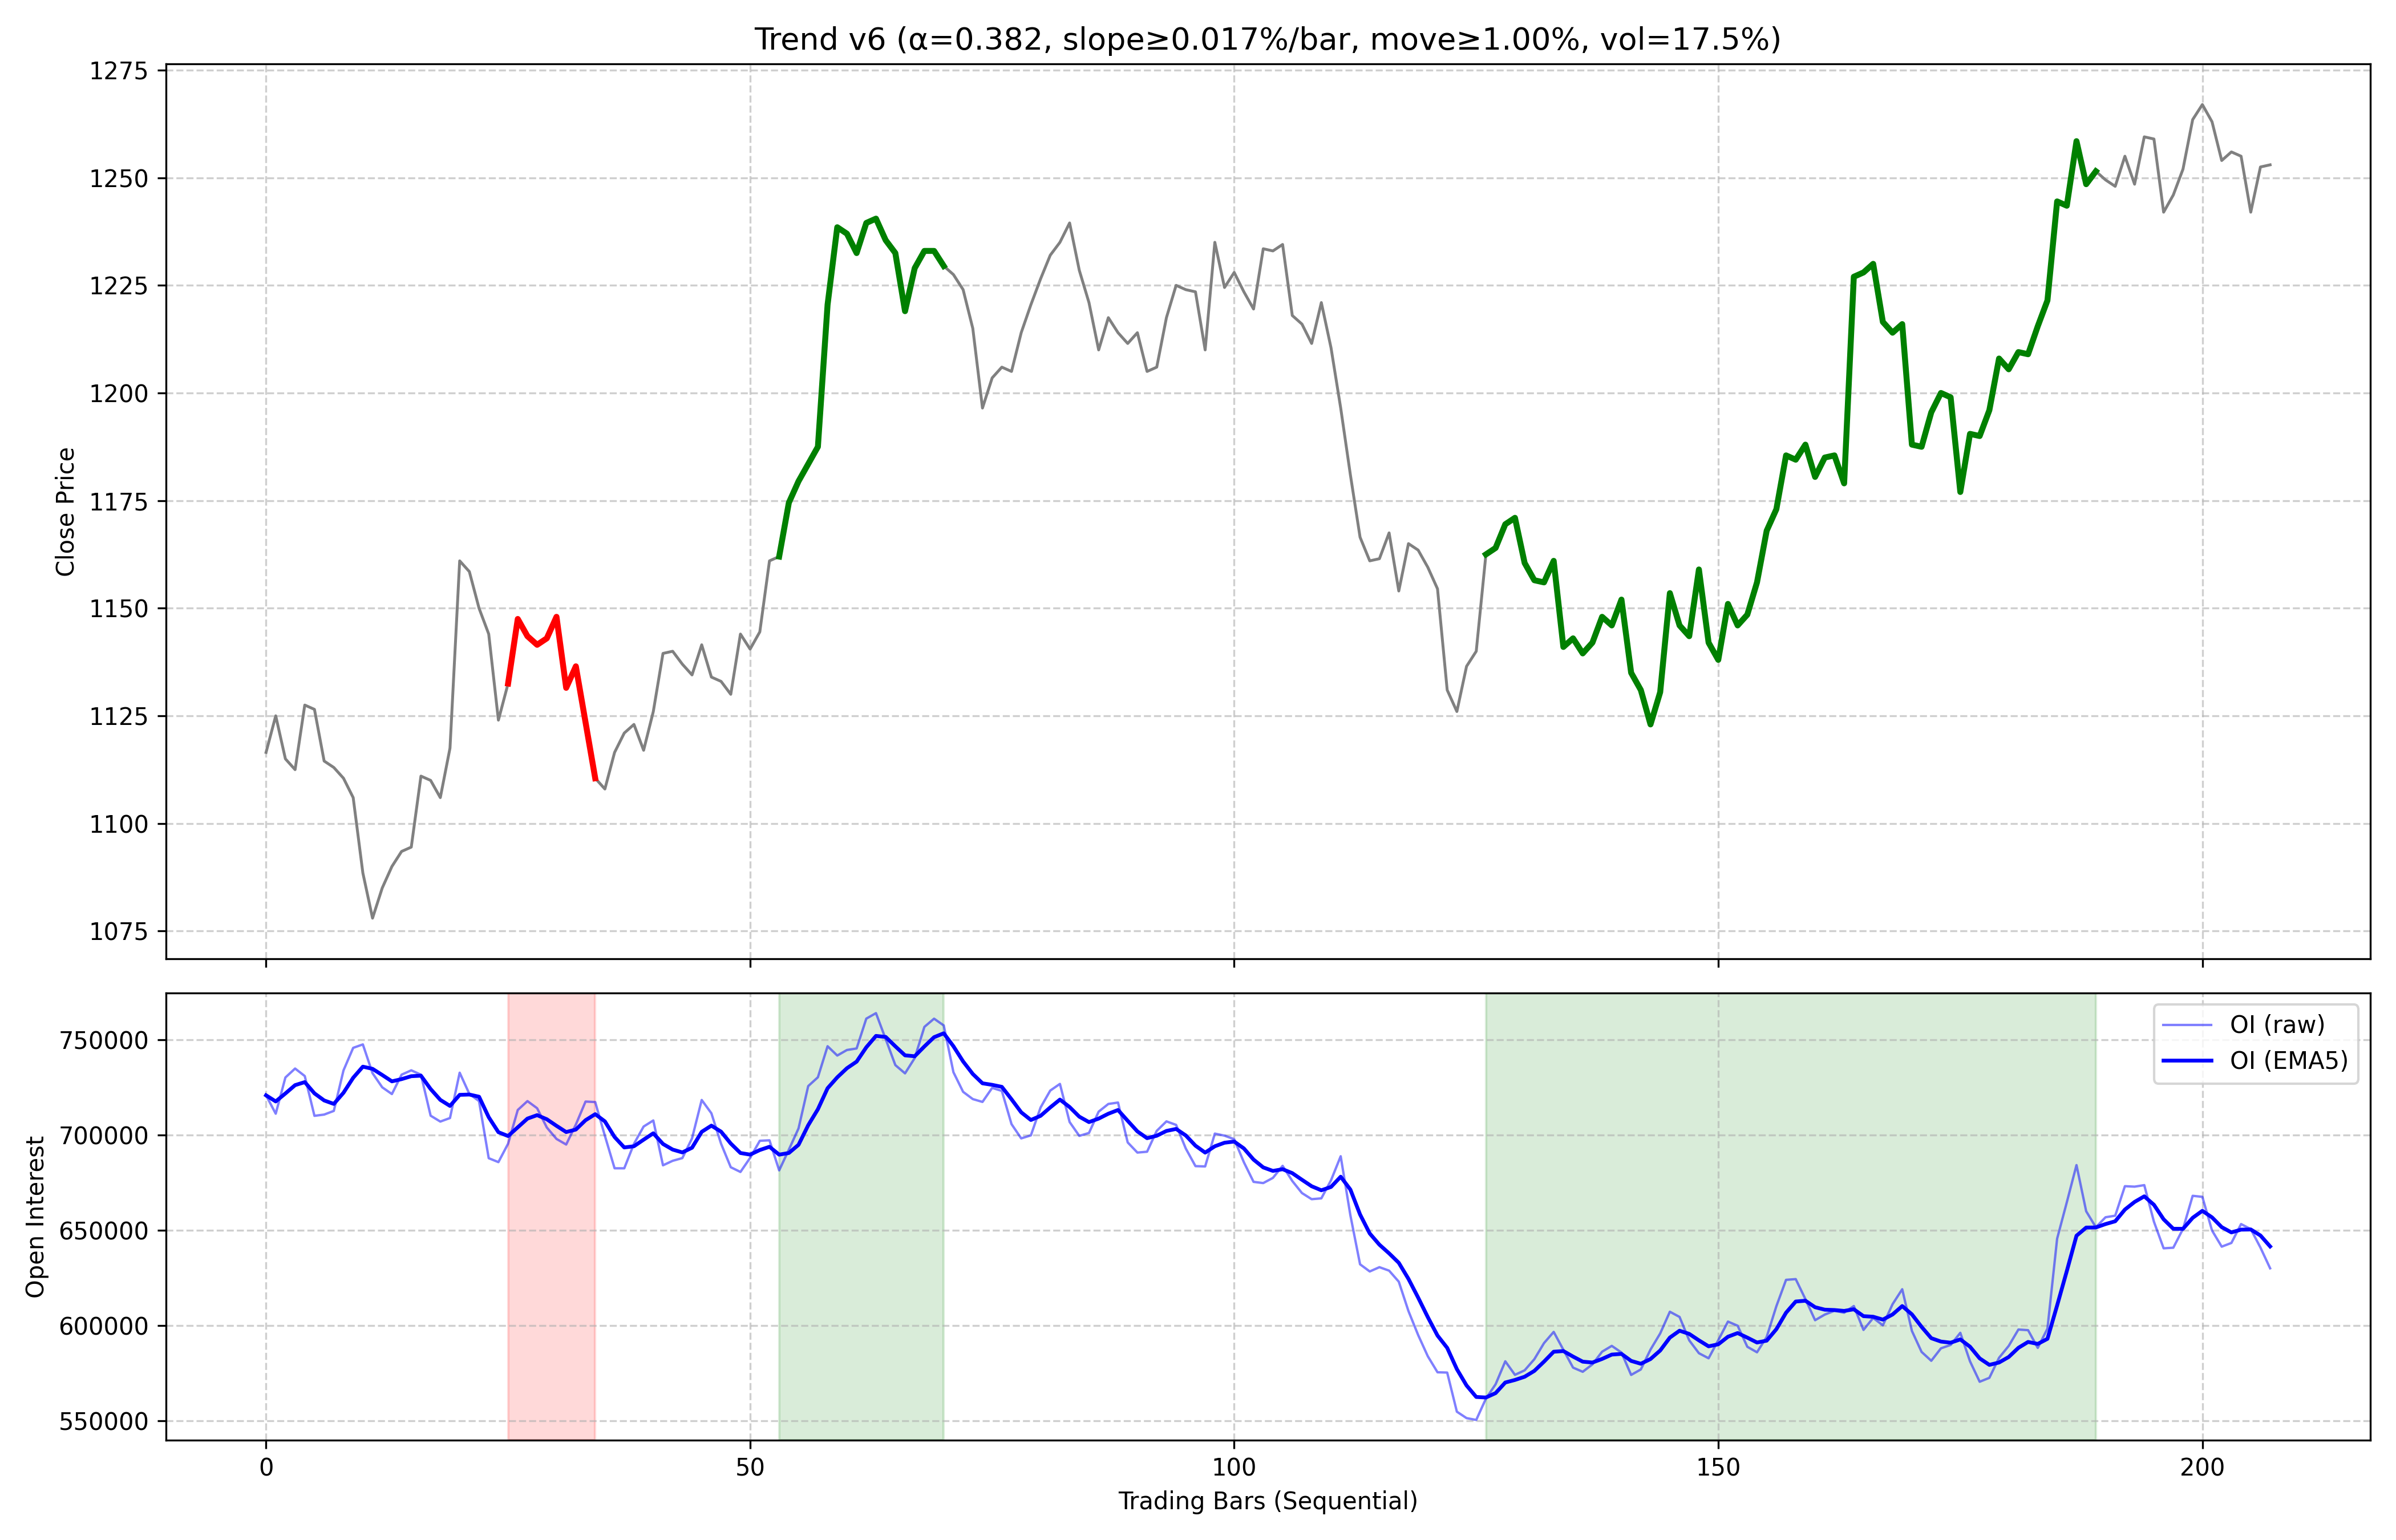 Trend v6 (α=0.382, slope≥0.017%/bar, move≥1.00%, vol=17.5%)
Close Price
1275
1250
1225
1200
1175
1150
1125
1100
1075
Open Interest
750000
700000
650000
600000
550000
OI (raw)
OI (EMA5)
0 50 100 150 200
Trading Bars (Sequential)